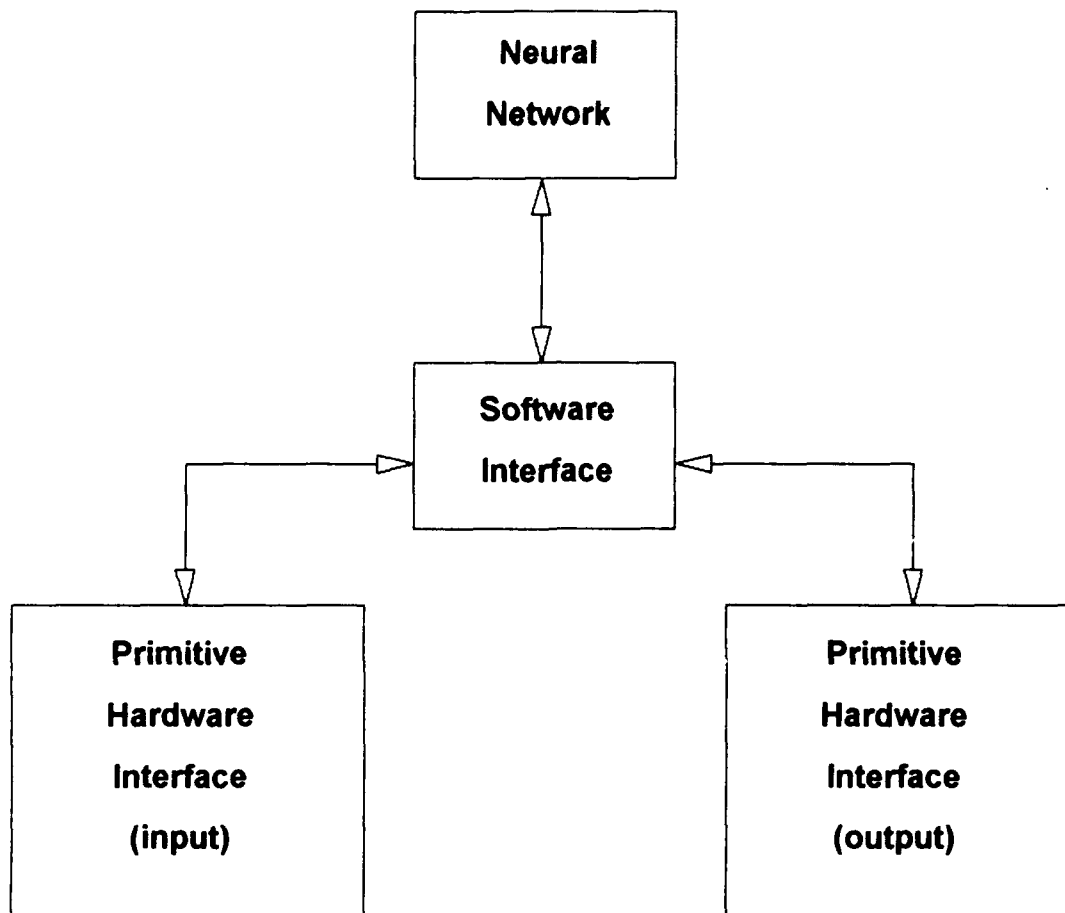 Neural
Network
Software
Interface
Primitive
Hardware
Interface
(input)
Primitive
Hardware
Interface
(output)